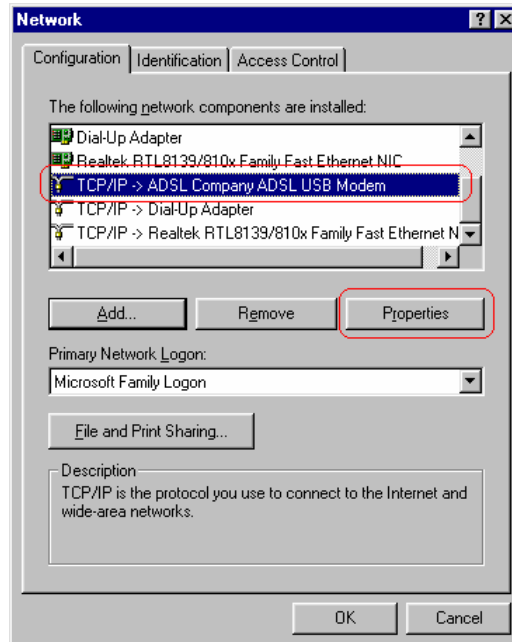 Network
Configuration Identification Access Control
The following network components are installed:
Dial-Up Adapter
Realtek RTL8139/810x Family Fast Ethernet NIC
TCP/IP -> ADSL Company ADSL USB Modem
TCP/IP -> Dial-Up Adapter
TCP/IP -> Realtek RTL8139/810x Family Fast Ethernet N
Add... Remove Properties
Primary Network Logon:
Microsoft Family Logon
File and Print Sharing...
Description
TCP/IP is the protocol you use to connect to the Internet and
wide-area networks.
OK Cancel